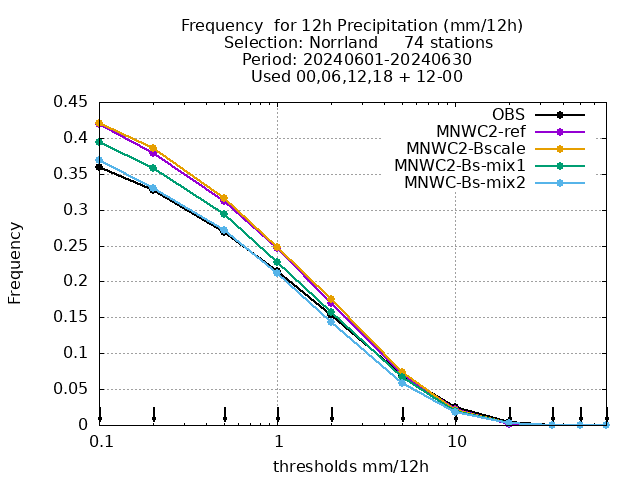 Frequency  for 12h Precipitation (mm/12h)
Selection: Norrland     74 stations
Period: 20240601-20240630
Used 00,06,12,18 + 12-00
0.45
0.4
0.35
0.3
0.25
0.2
0.15
0.1
0.05
0
Frequency
OBS
MNWC2-ref
MNWC2-Bscale
MNWC2-Bs-mix1
MNWC-Bs-mix2
0.1 1 10
thresholds mm/12h